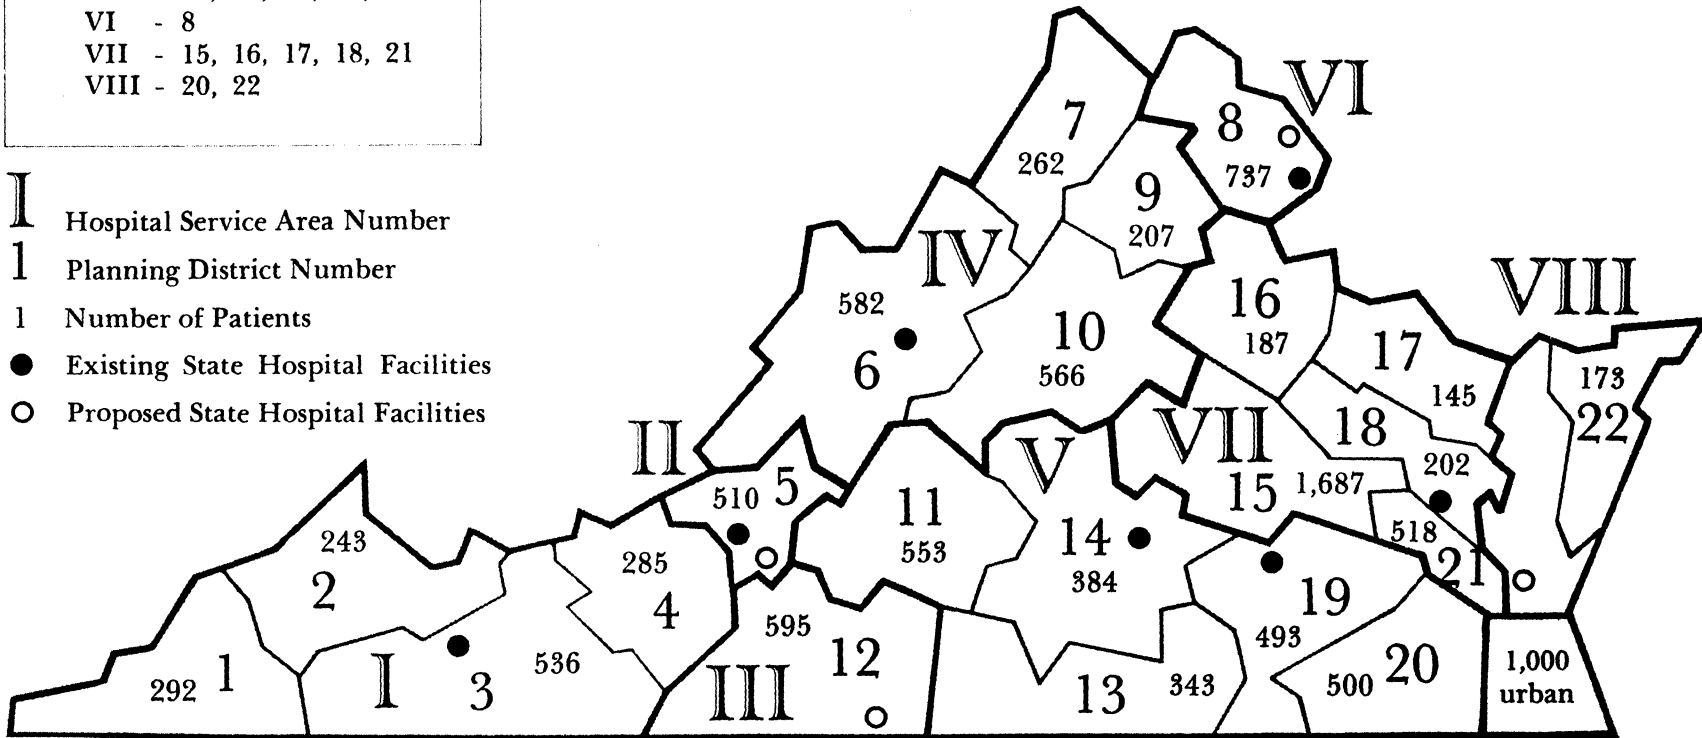 VI - 8
VII - 15, 16, 17, 18, 21
VIII - 20, 22
I Hospital Service Area Number
1 Planning District Number
1 Number of Patients
Existing State Hospital Facilities
Proposed State Hospital Facilities
VI
7
8
262
737
9
207
IV
VIII
582
16
10
187
17
6
566
173
145
22
II
V
VII
18
5
202
510
15
1,687
11
518
243
14
553
285
384
21
2
4
19
595
493
12
1,000
urban
536
20
292
1
I
3
III
13
343
500